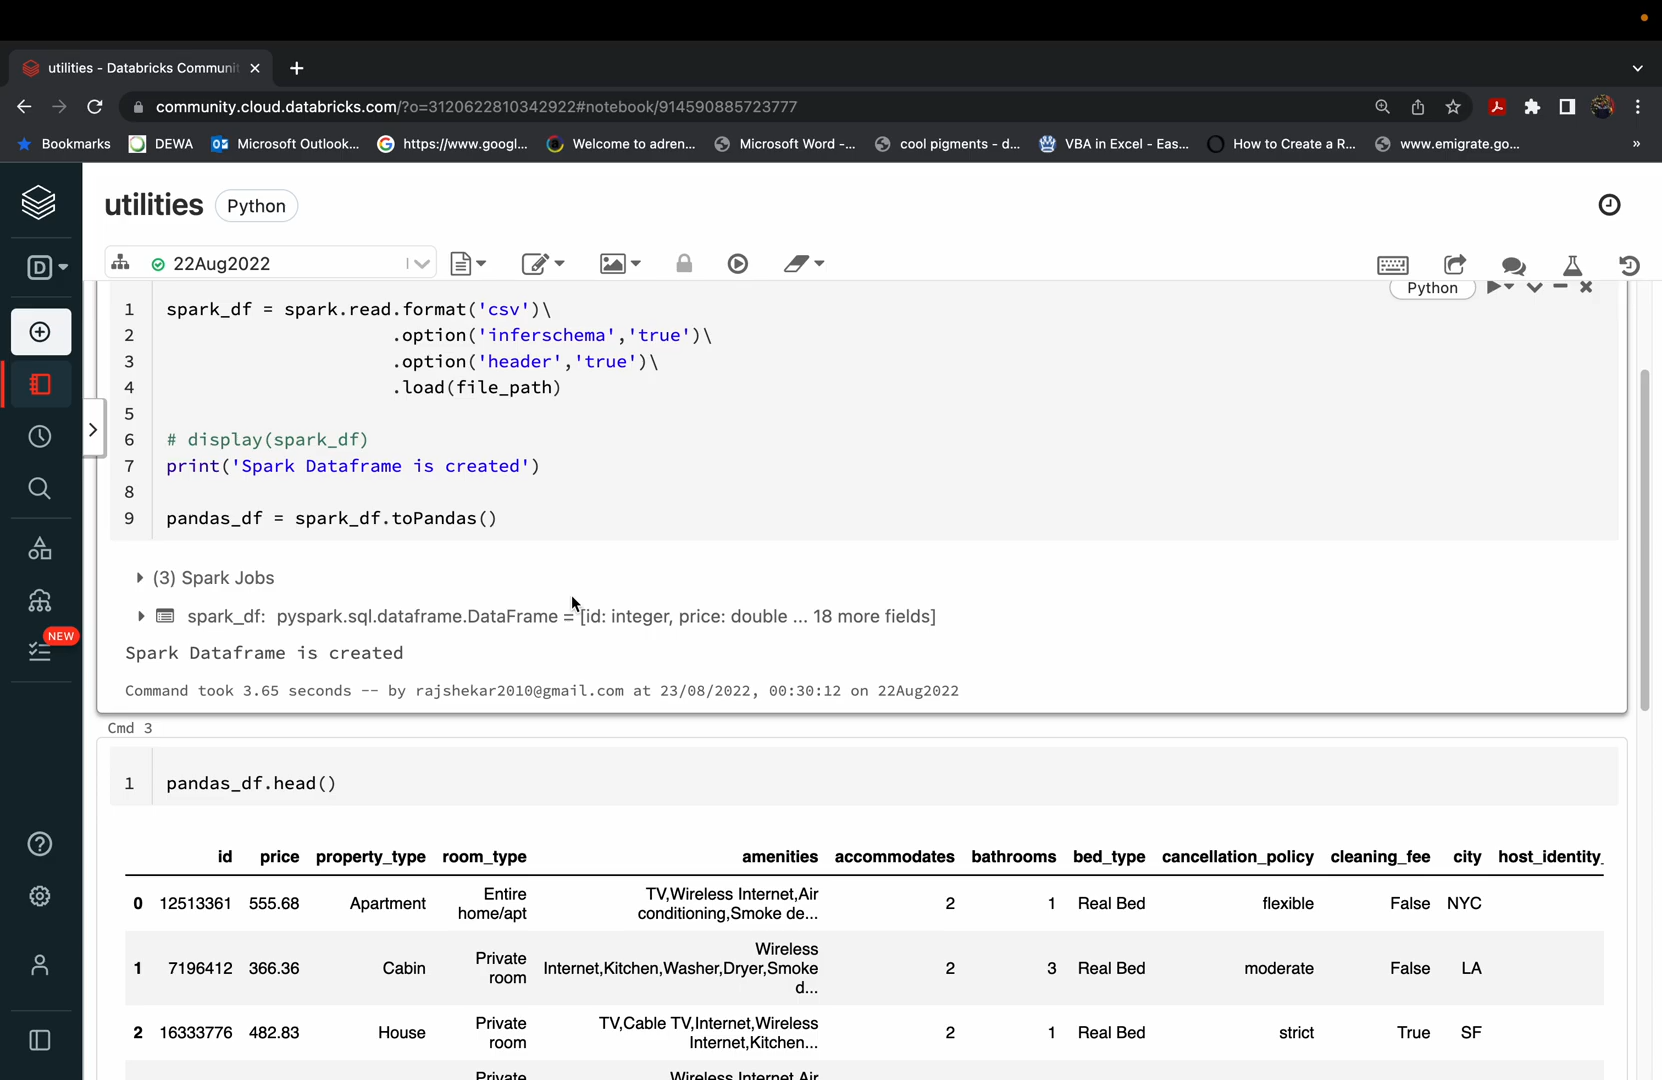 utilities - Databricks Communit
community.cloud.databricks.com/?o=3120622810342922#notebook/914590885723777
Bookmarks DEWA Microsoft Outlook... https://www.googl... Welcome to adren... Microsoft Word -... cool pigments - d... VBA in Excel - Eas... How to Create a R... www.emigrate.go... »
utilities Python
D 22Aug2022
Python
1 spark_df = spark.read.format('csv')\
2 .option('inferschema','true')\
3 .option('header','true')\
4 .load(file_path)
5
6 # display(spark_df)
7 print('Spark Dataframe is created')
8
9 pandas_df = spark_df.toPandas()
(3) Spark Jobs
spark_df: pyspark.sql.dataframe.DataFrame = [id: integer, price: double ... 18 more fields]
NEW
Spark Dataframe is created
Command took 3.65 seconds -- by rajshekar2010@gmail.com at 23/08/2022, 00:30:12 on 22Aug2022
Cmd 3
1 pandas_df.head()
id price property_type room_type amenities accommodates bathrooms bed_type cancellation_policy cleaning_fee city host_identity_
0 12513361 555.68 Apartment Entire home/apt TV,Wireless Internet,Air conditioning,Smoke de... 2 1 Real Bed flexible False NYC
1 7196412 366.36 Cabin Private room Wireless Internet,Kitchen,Washer,Dryer,Smoke d... 2 3 Real Bed moderate False LA
2 16333776 482.83 House Private room TV,Cable TV,Internet,Wireless Internet,Kitchen... 2 1 Real Bed strict True SF
Private Wireless Internet,Air